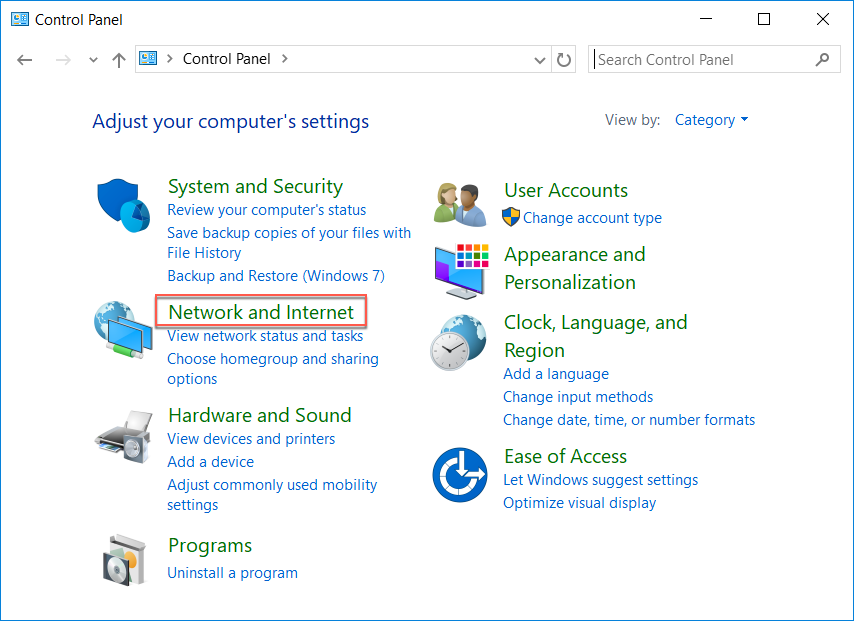 Control Panel
Control Panel
Search Control Panel
Adjust your computer's settings
View by: Category
System and Security
Review your computer's status
Save backup copies of your files with
File History
Backup and Restore (Windows 7)
Network and Internet
View network status and tasks
Choose homegroup and sharing
options
Hardware and Sound
View devices and printers
Add a device
Adjust commonly used mobility
settings
Programs
Uninstall a program
User Accounts
Change account type
Appearance and
Personalization
Clock, Language, and
Region
Add a language
Change input methods
Change date, time, or number formats
Ease of Access
Let Windows suggest settings
Optimize visual display